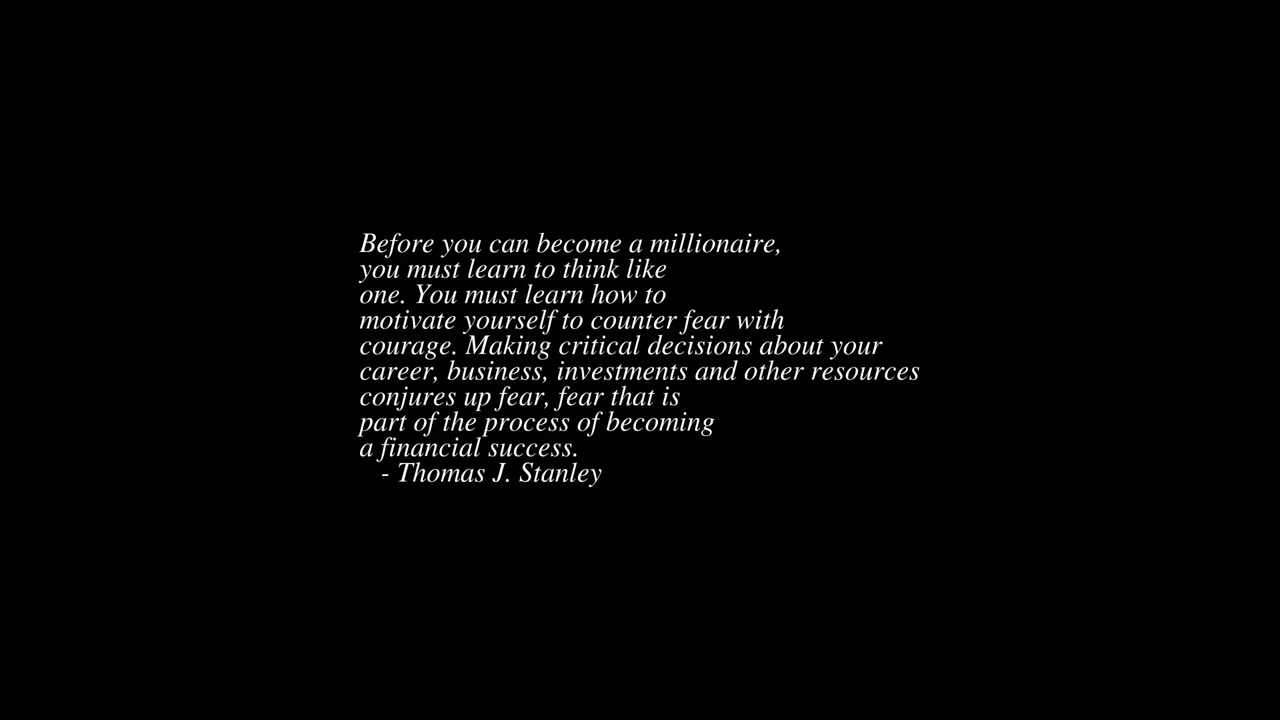 Before you can become a millionaire,
you must learn to think like
one. You must learn how to
motivate yourself to counter fear with
courage. Making critical decisions about your
career, business, investments and other resources
conjures up fear, fear that is
part of the process of becoming
a financial success.
- Thomas J. Stanley